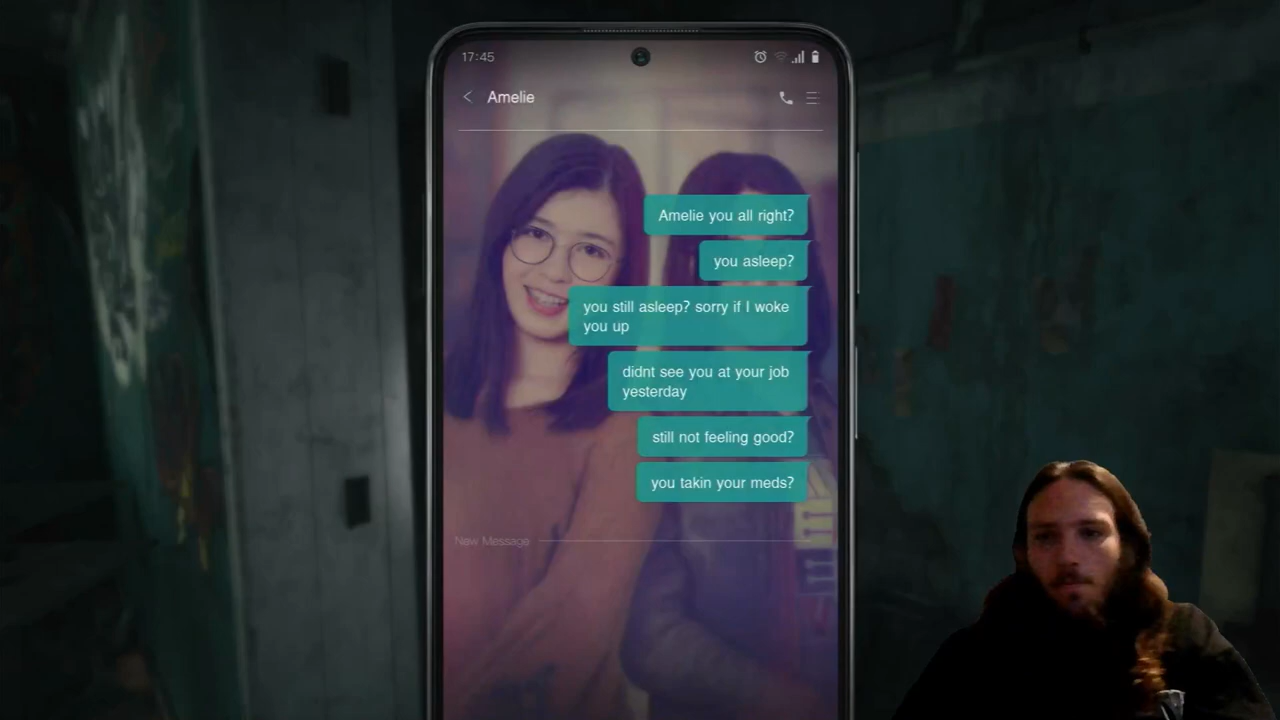 17:45
Amelie
Amelie you all right?
you asleep?
you still asleep? sorry if I woke
you up
didnt see you at your job
yesterday
still not feeling good?
you takin your meds?
New Message